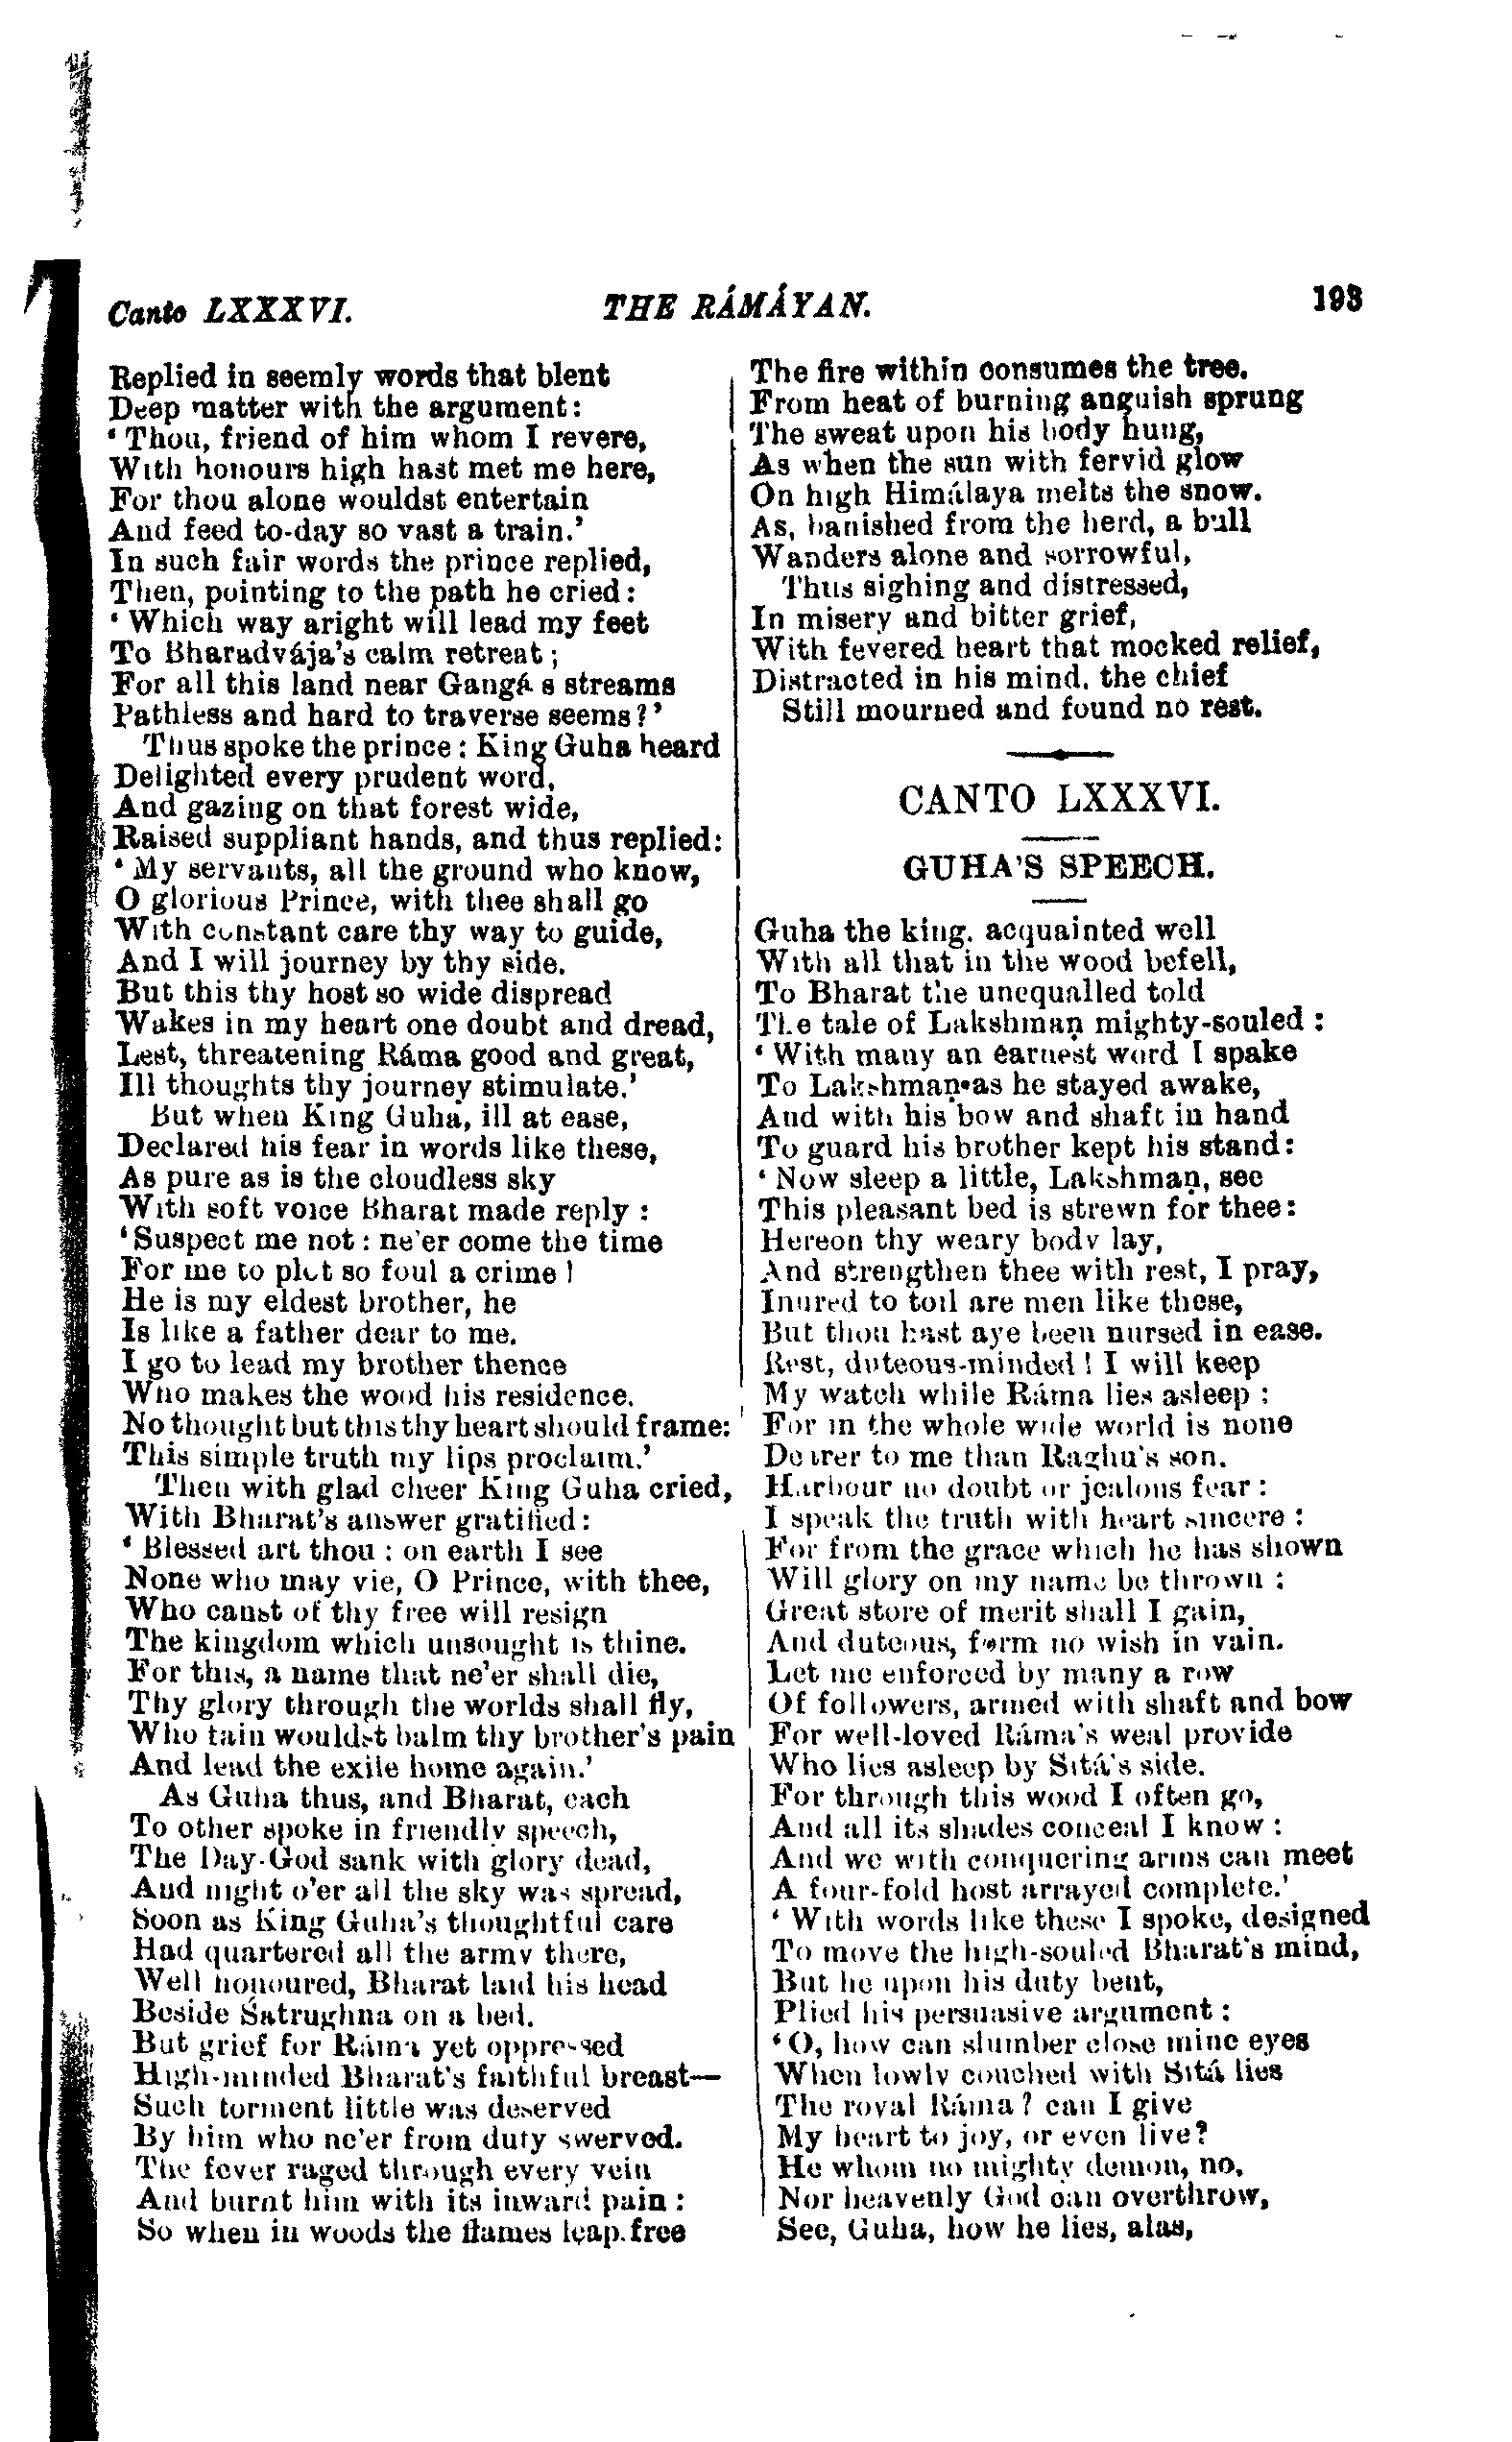 Canto LXXXVI. THE RÁMÁYAN. 193
Replied in seemly words that blent
Deep matter with the argument:
‘ Thou, friend of him whom I revere,
With honours high hast met me here,
For thou alone wouldst entertain
And feed to-day so vast a train.’
In such fair words the prince replied,
Then, pointing to the path he cried:
‘ Which way aright will lead my feet
To Bharadvája's calm retreat ;
For all this land near Gangá s streams
Pathless and hard to traverse seems?’
Thus spoke the prince : King Guha heard
Delighted every prudent word,
And gazing on that forest wide,
Raised suppliant hands, and thus replied:
‘ My servants, all the ground who know,
O glorious Prince, with thee shall go
With constant care thy way to guide,
And I will journey by thy side.
But this thy host so wide dispread
Wakes in my heart one doubt and dread,
Lest, threatening Ráma good and great,
Ill thoughts thy journey stimulate.’
But when King Guha, ill at ease,
Declared his fear in words like these,
As pure as is the cloudless sky
With soft voice Bharat made reply :
‘Suspect me not : ne'er come the time
For me to plot so foul a crime !
He is my eldest brother, he
Is like a father dear to me.
I go to lead my brother thence
Who makes the wood his residence.
No thought but this thy heart should frame:
This simple truth my lips proclaim.’
Then with glad cheer King Guha cried,
With Bharat's answer gratified:
‘ Blessed art thou : on earth I see
None who may vie, O Prince, with thee,
Who canst of thy free will resign
The kingdom which unsought is thine.
For this, a name that ne'er shall die,
Thy glory through the worlds shall fly,
Who fain wouldst balm thy brother's pain
And lead the exile home again.’
As Guha thus, and Bharat, each
To other spoke in friendly speech,
The Day-God sank with glory dead,
And night o'er all the sky was spread,
Soon as King Guha's thoughtful care
Had quartered all the army there,
Well honoured, Bharat laid his head
Beside Śatrughna on a bed.
But grief for Ráma yet oppressed
High-minded Bharat's faithful breast—
Such torment little was deserved
By him who ne'er from duty swerved.
The fever raged through every vein
And burnt him with its inward pain :
So when in woods the flames leap. free
The fire within consumes the tree.
From heat of burning anguish sprung
The sweat upon his body hung,
As when the sun with fervid glow
On high Himálaya melts the snow.
As, banished from the herd, a bull
Wanders alone and sorrowful,
Thus sighing and distressed,
In misery and bitter grief,
With fevered heart that mocked relief,
Distracted in his mind, the chief
Still mourned and found no rest.
CANTO LXXXVI.
GUHA'S SPEECH.
Guha the king, acquainted well
With all that in the wood befell,
To Bharat the unequalled told
The tale of Lakshmaṇ mighty-souled :
‘ With many an earnest word I spake
To Lakshmaṇ as he stayed awake,
And with his bow and shaft in hand
To guard his brother kept his stand:
‘ Now sleep a little, Lakshmaṇ, see
This pleasant bed is strewn for thee:
Hereon thy weary body lay,
And strengthen thee with rest, I pray,
Inured to toil are men like these,
But thou hast aye been nursed in ease.
Rest, duteous-minded ! I will keep
My watch while Ráma lies asleep :
For in the whole wide world is none
Dearer to me than Raghu's son.
Harbour no doubt or jealous fear :
I speak the truth with heart sincere :
For from the grace which he has shown
Will glory on my name be thrown :
Great store of merit shall I gain,
And duteous, form no wish in vain.
Let me enforced by many a row
Of followers, armed with shaft and bow
For well-loved Ráma's weal provide
Who lies asleep by Sítá's side.
For through this wood I often go,
And all its shades conceal I know :
And we with conquering arms can meet
A four-fold host arrayed complete.’
‘ With words like these I spoke, designed
To move the high-souled Bharat's mind,
But he upon his duty bent,
Plied his persuasive argument :
‘ O, how can slumber close mine eyes
When lowly couched with Sítá lies
The royal Ráma ? can I give
My heart to joy, or even live?
He whom no mighty demon, no,
Nor heavenly God can overthrow,
See, Guha, how he lies, alas,